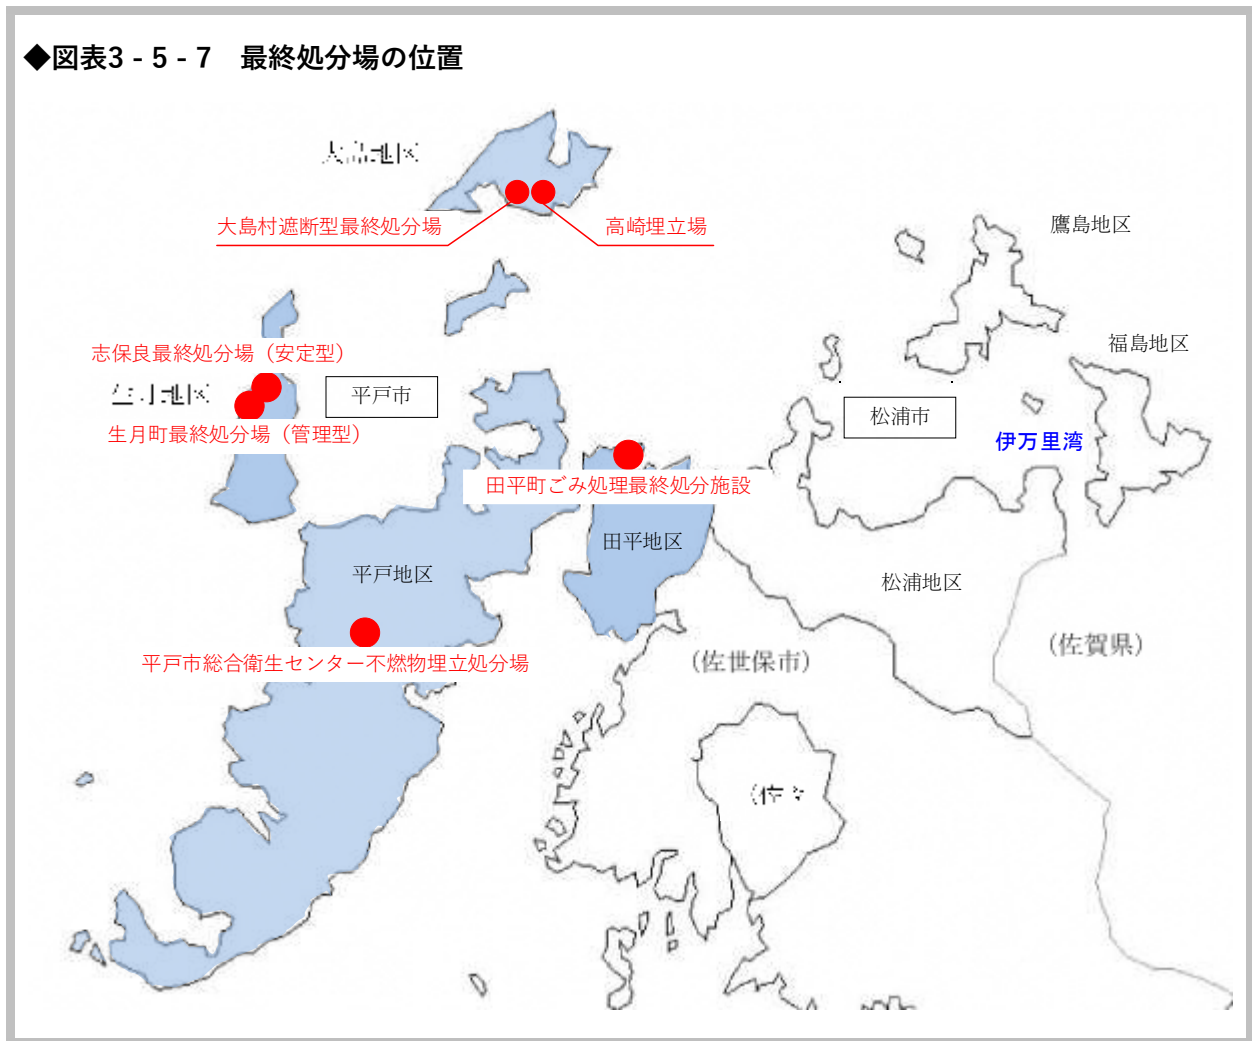 ◆図表3-5-7　最終処分場の位置
大島村遮断型最終処分場
高崎埋立場
鷹島地区
福島地区
志保良最終処分場（安定型）
平戸市
生月町最終処分場（管理型）
松浦市
伊万里湾
田平町ごみ処理最終処分施設
田平地区
平戸地区
松浦地区
（佐世保市）
（佐賀県）
平戸市総合衛生センター不燃物埋立処分場